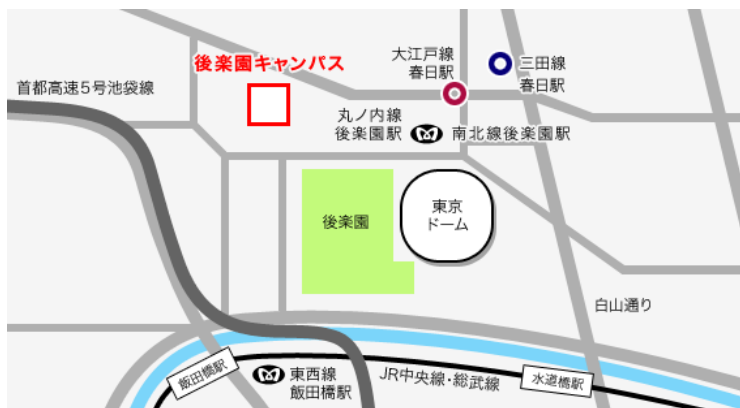 後楽園キャンパス
大江戸線
春日駅
三田線
春日駅
首都高速5号池袋線
丸ノ内線
後楽園駅
南北線後楽園駅
後楽園
東京
ドーム
白山通り
飯田橋駅
東西線
飯田橋駅
JR中央線・総武線
水道橋駅